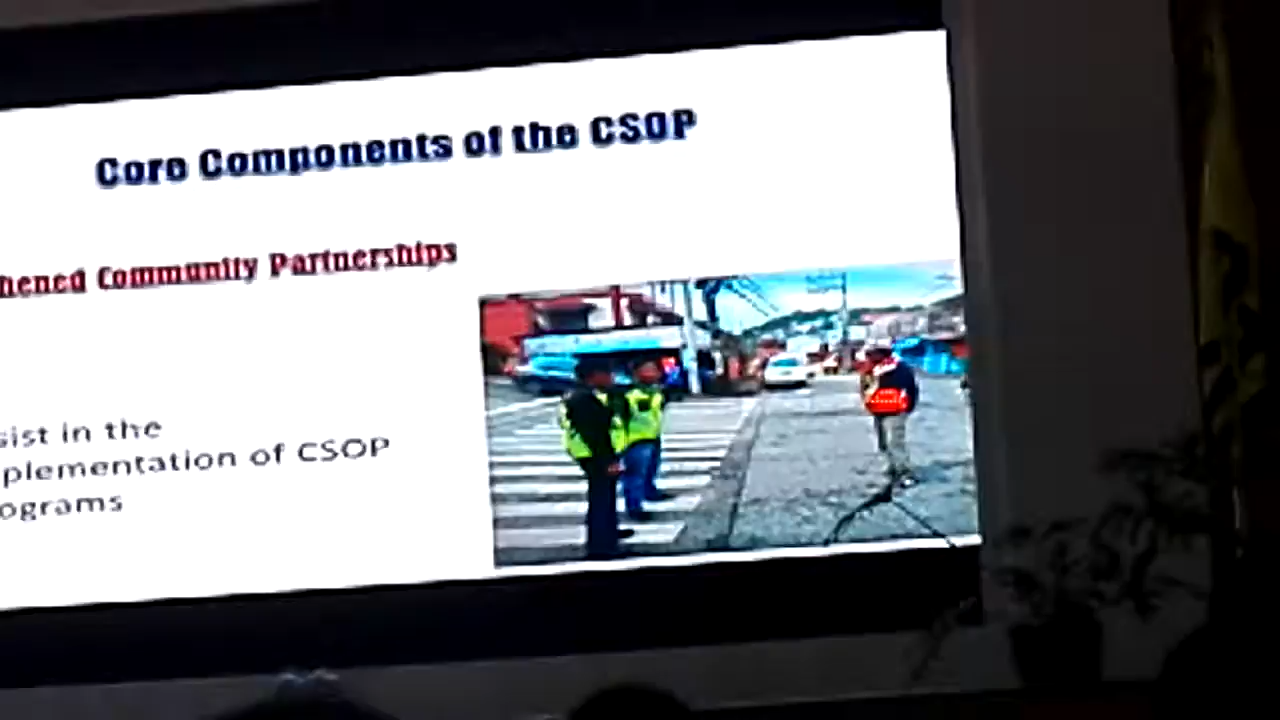 Core Components of the CSOP
hened Community Partnerships
sist in the
plementation of CSOP
ograms